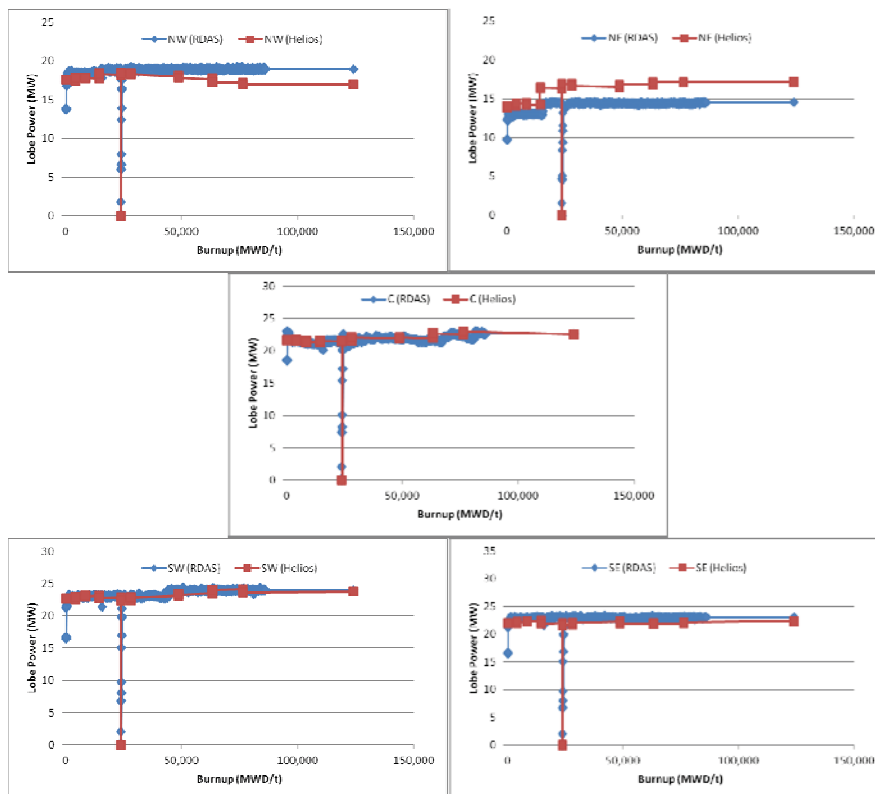 NW (RDAS) NW (Helios)
Lobe Power (MW)
25
20
15
10
5
0
0 50,000 100,000 150,000
Burnup (MWD/t)
NE (RDAS) NE (Helios)
Lobe Power (MW)
25
20
15
10
5
0
0 50,000 100,000 150,000
Burnup (MWD/t)
C (RDAS) C (Helios)
Lobe Power (MW)
30
25
20
15
10
5
0
0 50,000 100,000 150,000
Burnup (MWD/t)
SW (RDAS) SW (Helios)
Lobe Power (MW)
30
25
20
15
10
5
0
0 50,000 100,000 150,000
Burnup (MWD/t)
SE (RDAS) SE (Helios)
Lobe Power (MW)
35
30
25
20
15
10
5
0
0 50,000 100,000 150,000
Burnup (MWD/t)